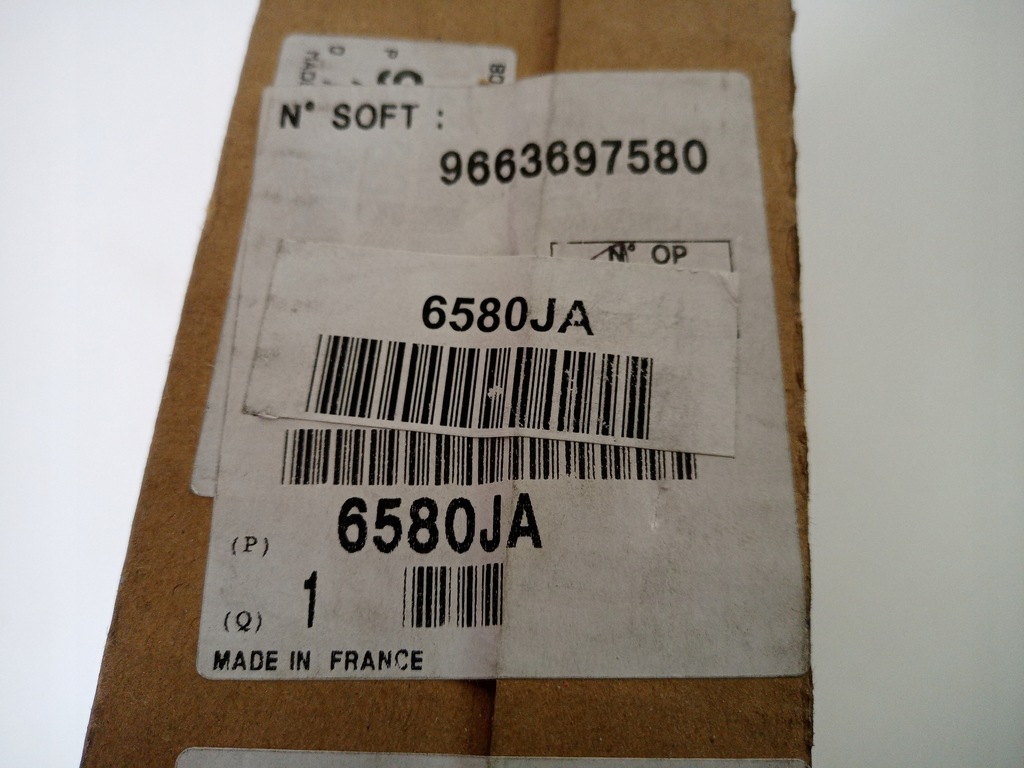 D P
N° SOFT :
9663697580
N° OP
6580JA
6580JA
(P)
1
(Q)
MADE IN FRANCE